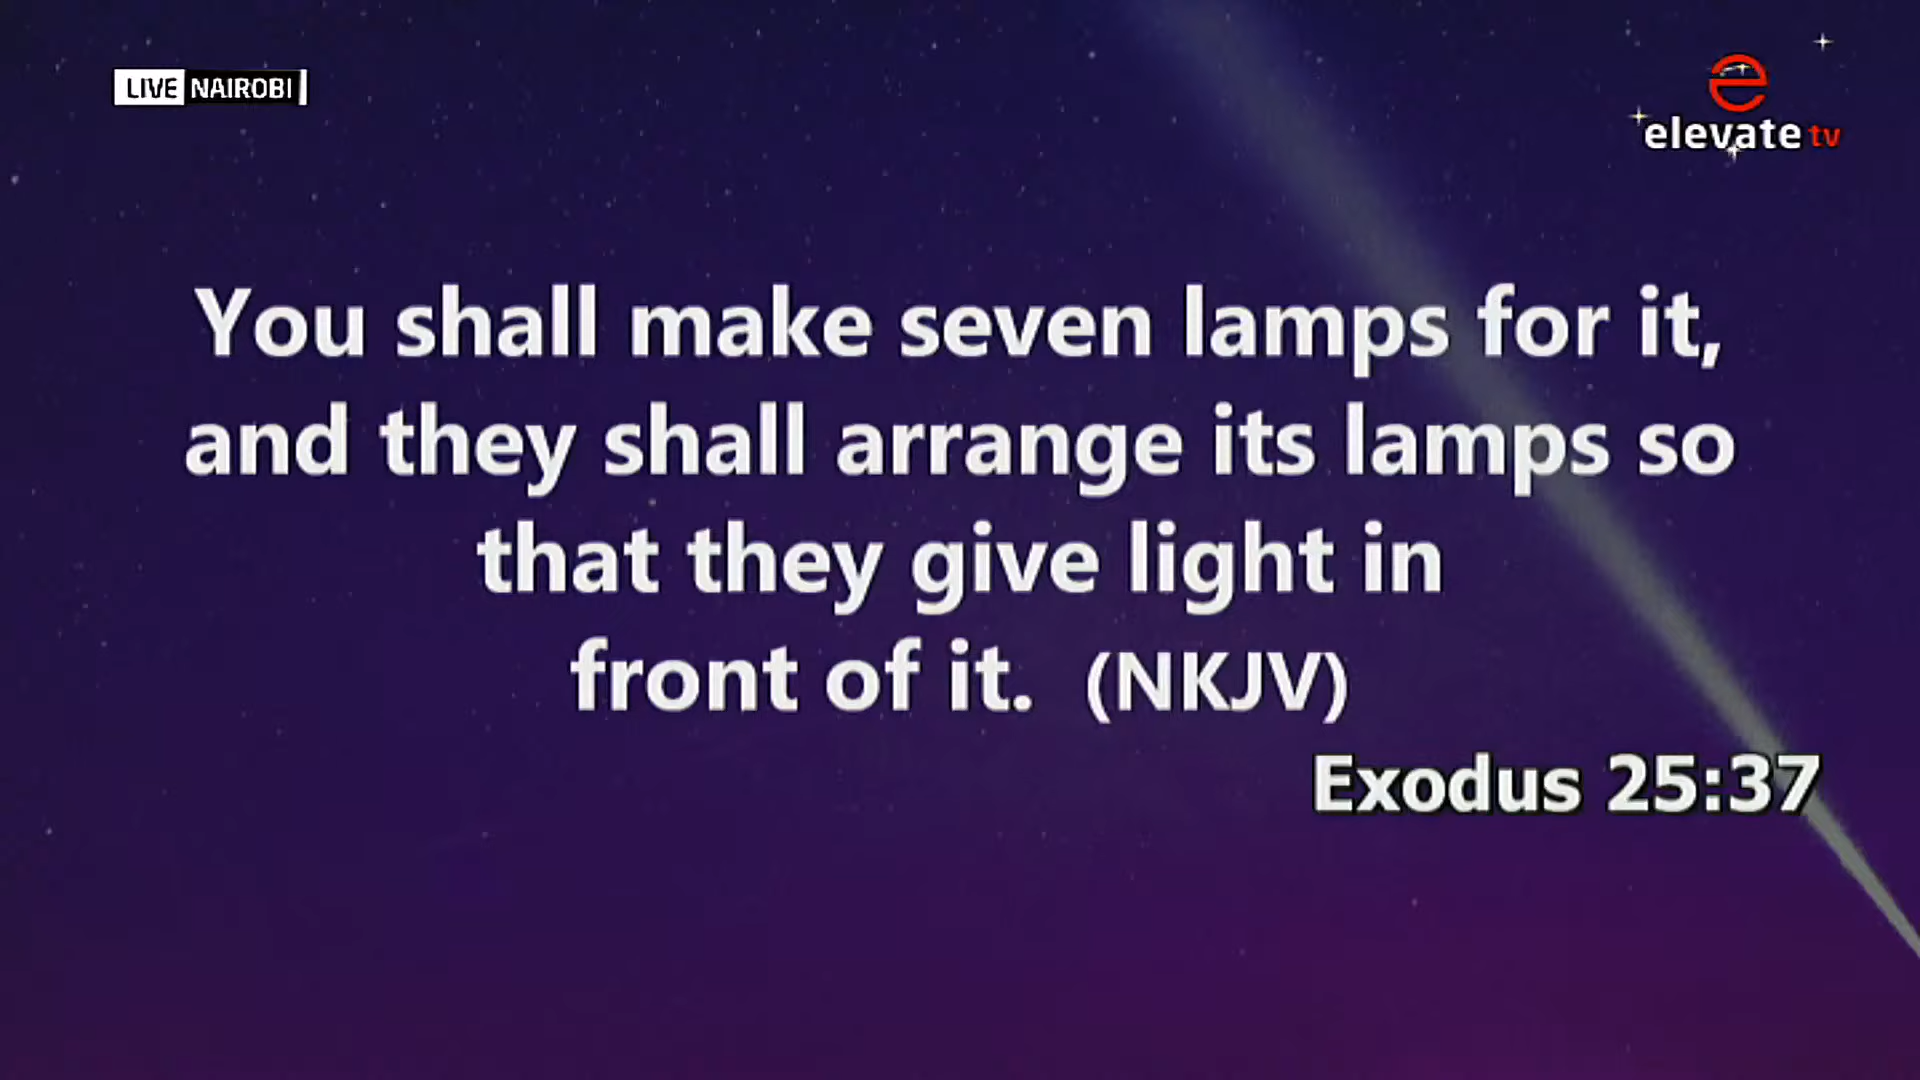 LIVE NAIROBI
e
elevate tv
You shall make seven lamps for it,
and they shall arrange its lamps so
that they give light in
front of it. (NKJV)
Exodus 25:37